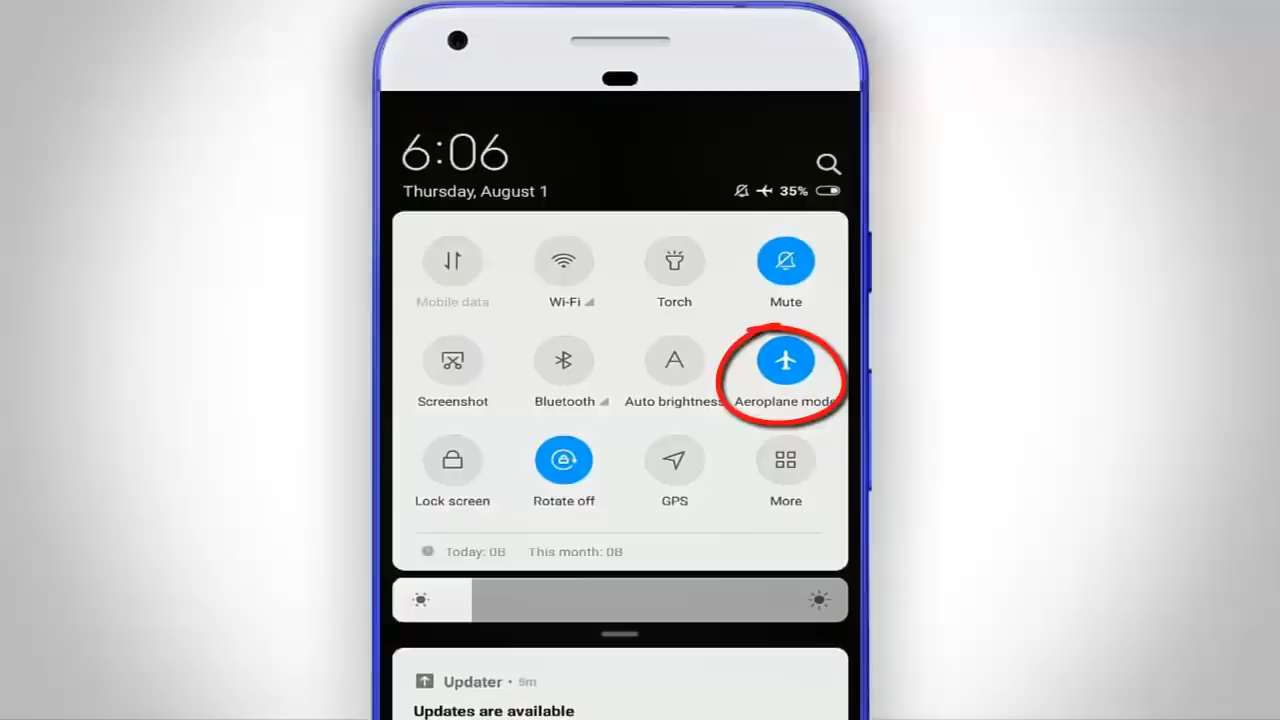 6:06
Thursday, August 1
35%
Mobile data
Wi-Fi
Torch
Mute
Screenshot
Bluetooth
Auto brightness
Aeroplane mode
Lock screen
Rotate off
GPS
More
Today: 0B This month: 0B
Updater • 5m
Updates are available